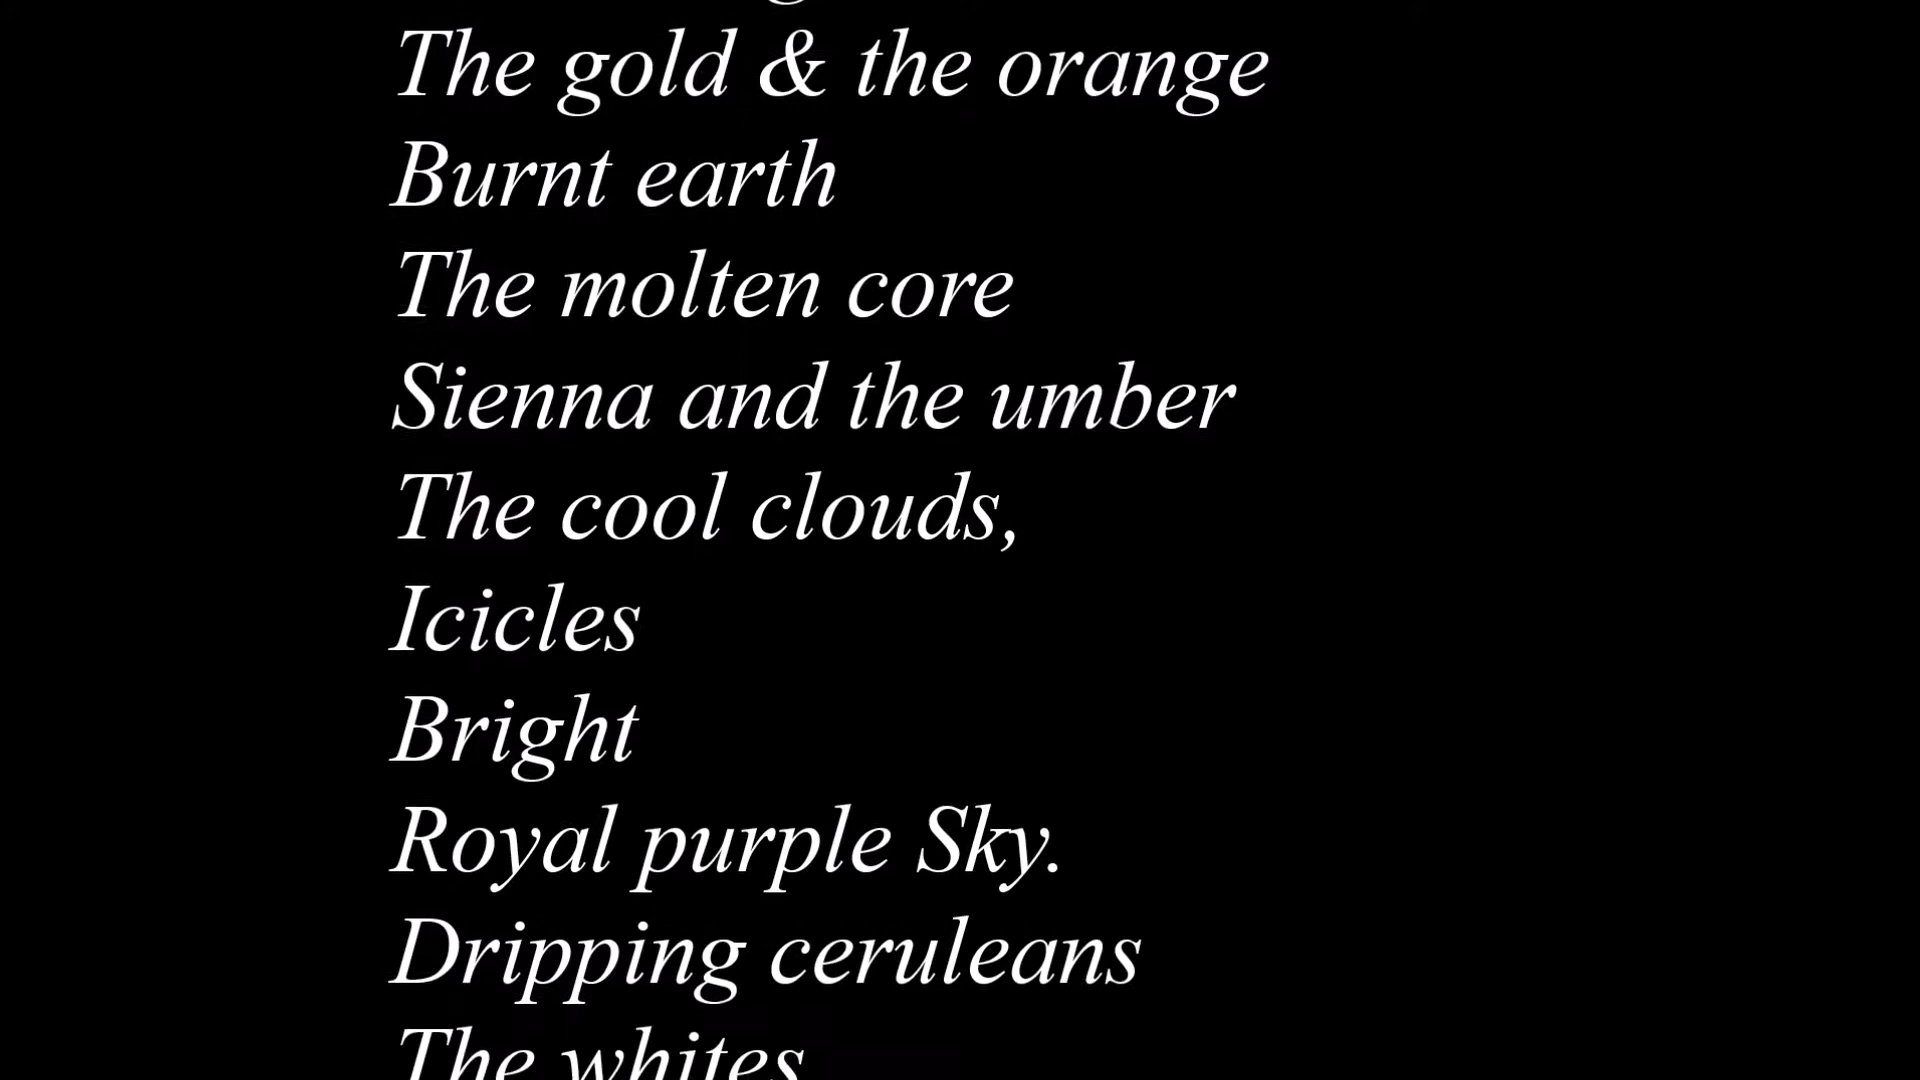 The gold & the orange
Burnt earth
The molten core
Sienna and the umber
The cool clouds,
Icicles
Bright
Royal purple Sky.
Dripping ceruleans
The whites